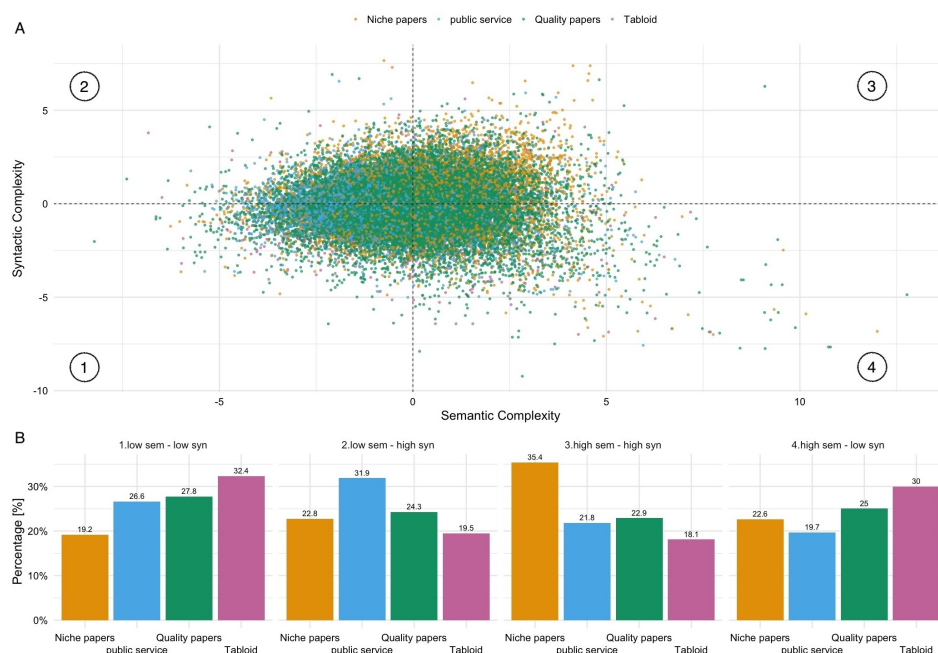 Niche papers public service Quality papers Tabloid
A
2
3
5
0
-5
-10
Syntactic Complexity
1
4
-5 0 5 10
Semantic Complexity
B
1.low sem - low syn 2.low sem - high syn 3.high sem - high syn 4.high sem - low syn
Percentage [%]
30%
20%
10%
0%
19.2 26.6 27.8 32.4
22.8 31.9 24.3 19.5
35.4 21.8 22.9 18.1
22.6 19.7 25 30
Niche papers Quality papers Niche papers Quality papers Niche papers Quality papers Niche papers Quality papers
public service Tabloid public service Tabloid public service Tabloid public service Tabloid